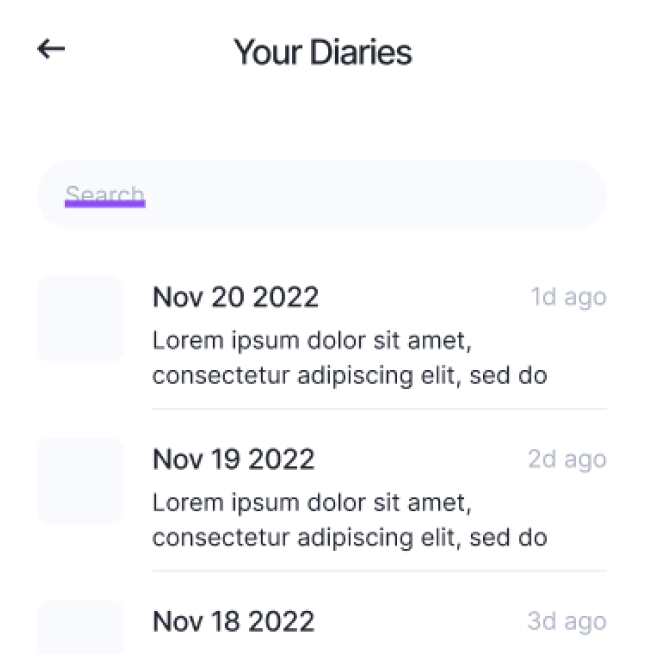 Your Diaries
Search
Nov 20 2022
1d ago
Lorem ipsum dolor sit amet,
consectetur adipiscing elit, sed do
Nov 19 2022
2d ago
Lorem ipsum dolor sit amet,
consectetur adipiscing elit, sed do
Nov 18 2022
3d ago